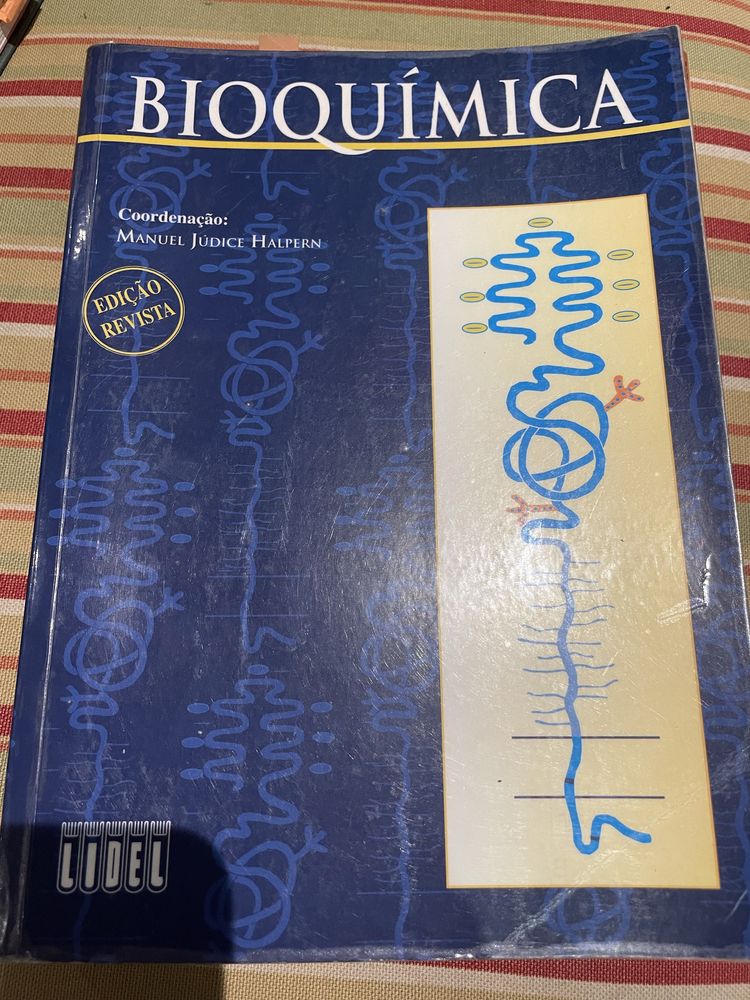 BIOQUÍMICA
Coordenação:
MANUEL JÚDICE HALPERN
EDIÇÃO
REVISTA
LIDEL